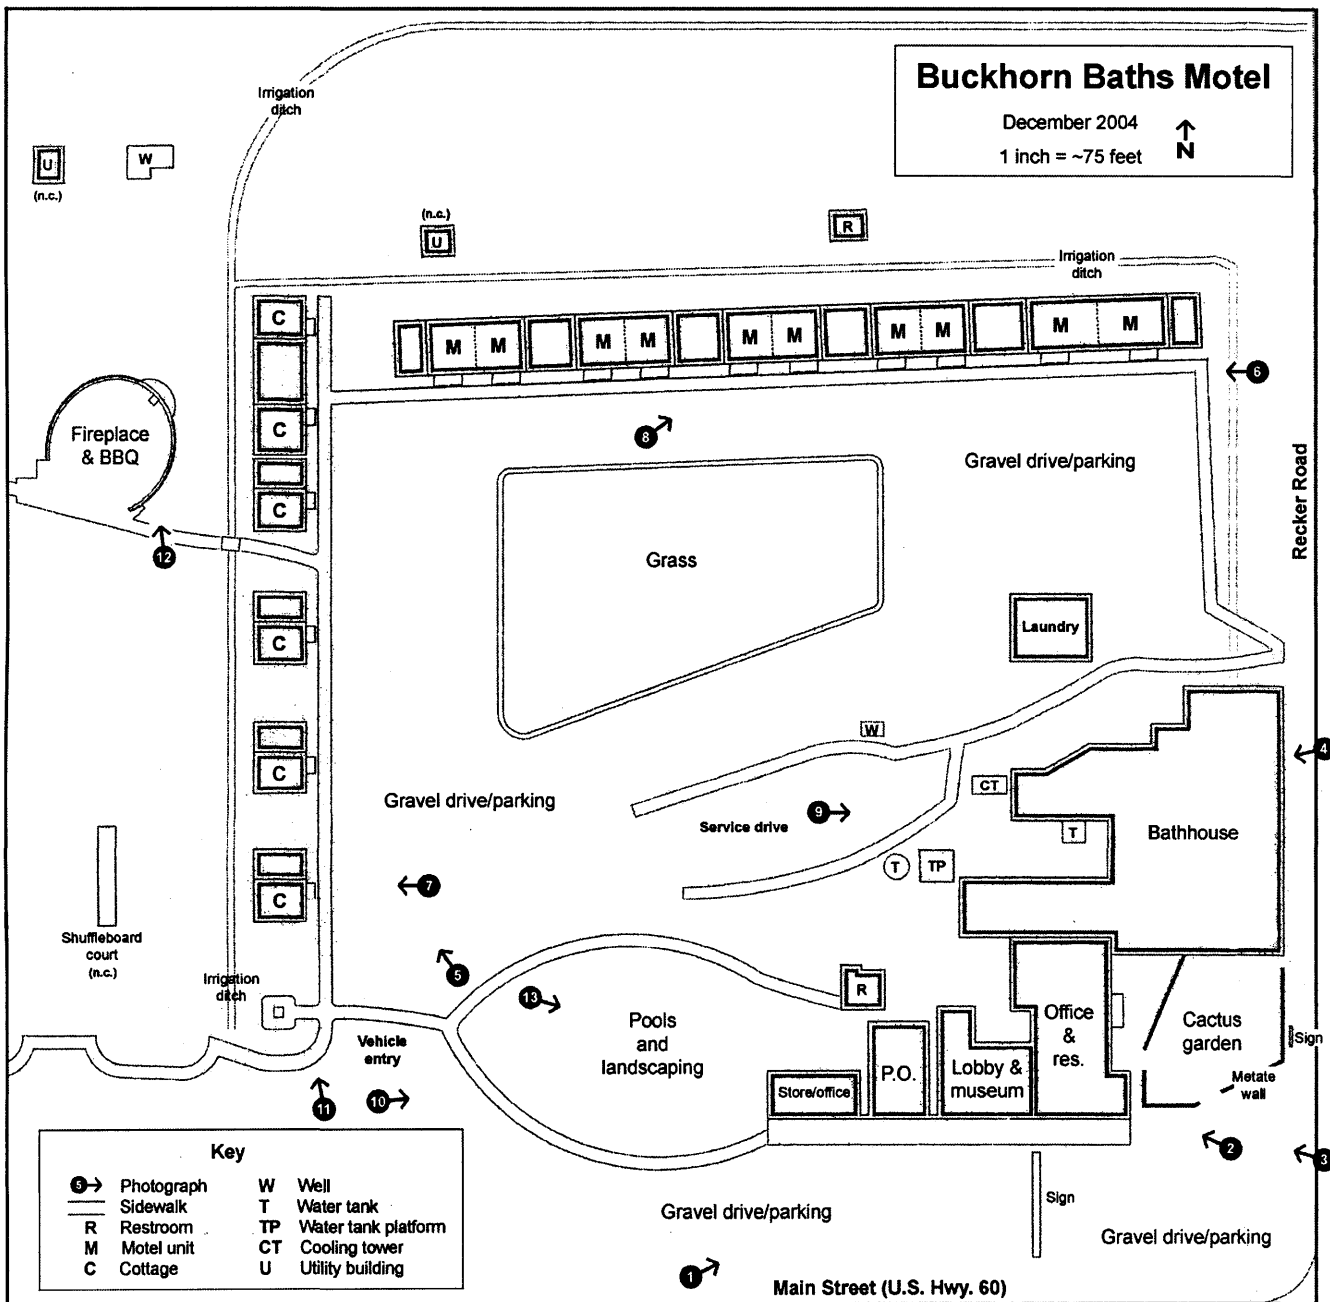 Buckhorn Baths Motel
December 2004
1 inch = ~75 feet
N
Irrigation
ditch
U
(n.c.)
W
(n.c.)
U
R
Irrigation
ditch
C
M M M M M M M M M M
6
8
Fireplace
& BBQ
C
Gravel drive/parking
Recker Road
C
12
Grass
C
Laundry
W
4
C
CT
Gravel drive/parking
9
Service drive
T
Bathhouse
T
TP
7
C
Shuffleboard
court
(n.c.)
5
Irrigation
ditch
13
R
Pools
and
landscaping
Office
&
res.
Cactus
garden
Sign
Vehicle
entry
P.O.
Lobby &
museum
Metate
wall
Store/office
11
10
2
3
Key
5 Photograph
Sidewalk
R Restroom
M Motel unit
C Cottage
W Well
T Water tank
TP Water tank platform
CT Cooling tower
U Utility building
Sign
Gravel drive/parking
Gravel drive/parking
1
Main Street (U.S. Hwy. 60)